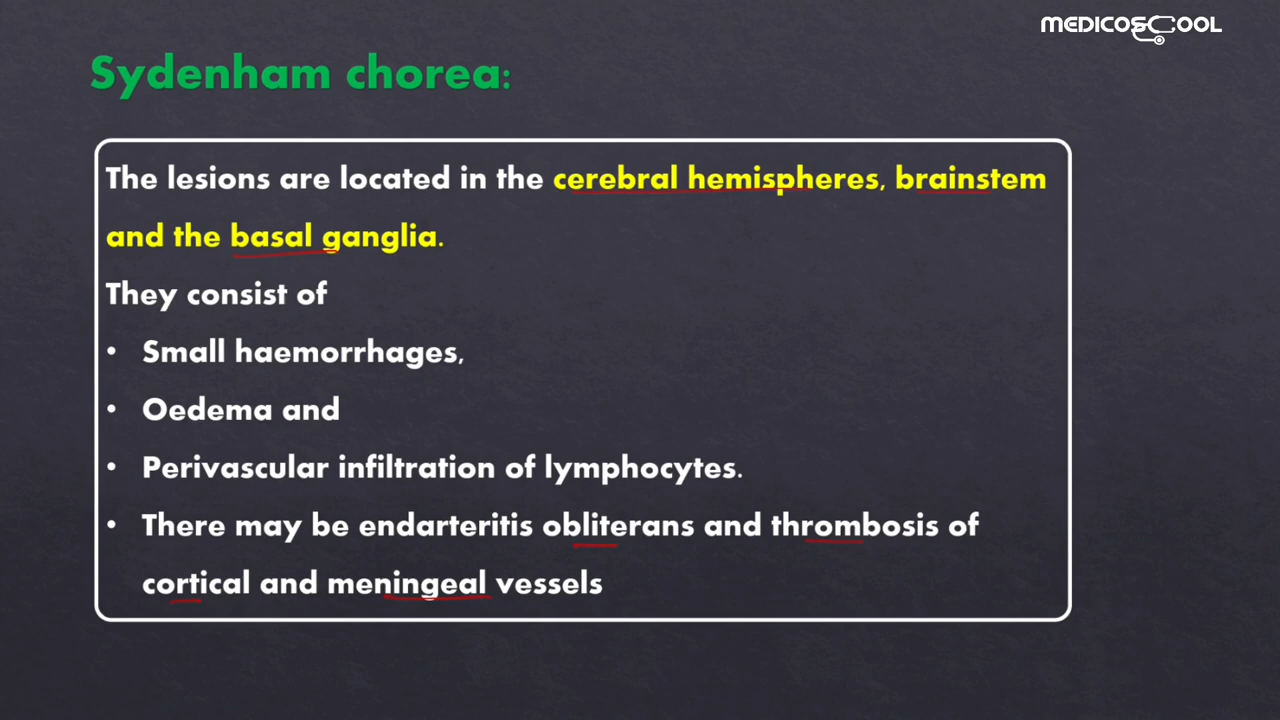 MEDICOSCOOL
Sydenham chorea:
The lesions are located in the cerebral hemispheres, brainstem
and the basal ganglia.
They consist of
• Small haemorrhages,
• Oedema and
• Perivascular infiltration of lymphocytes.
• There may be endarteritis obliterans and thrombosis of
cortical and meningeal vessels